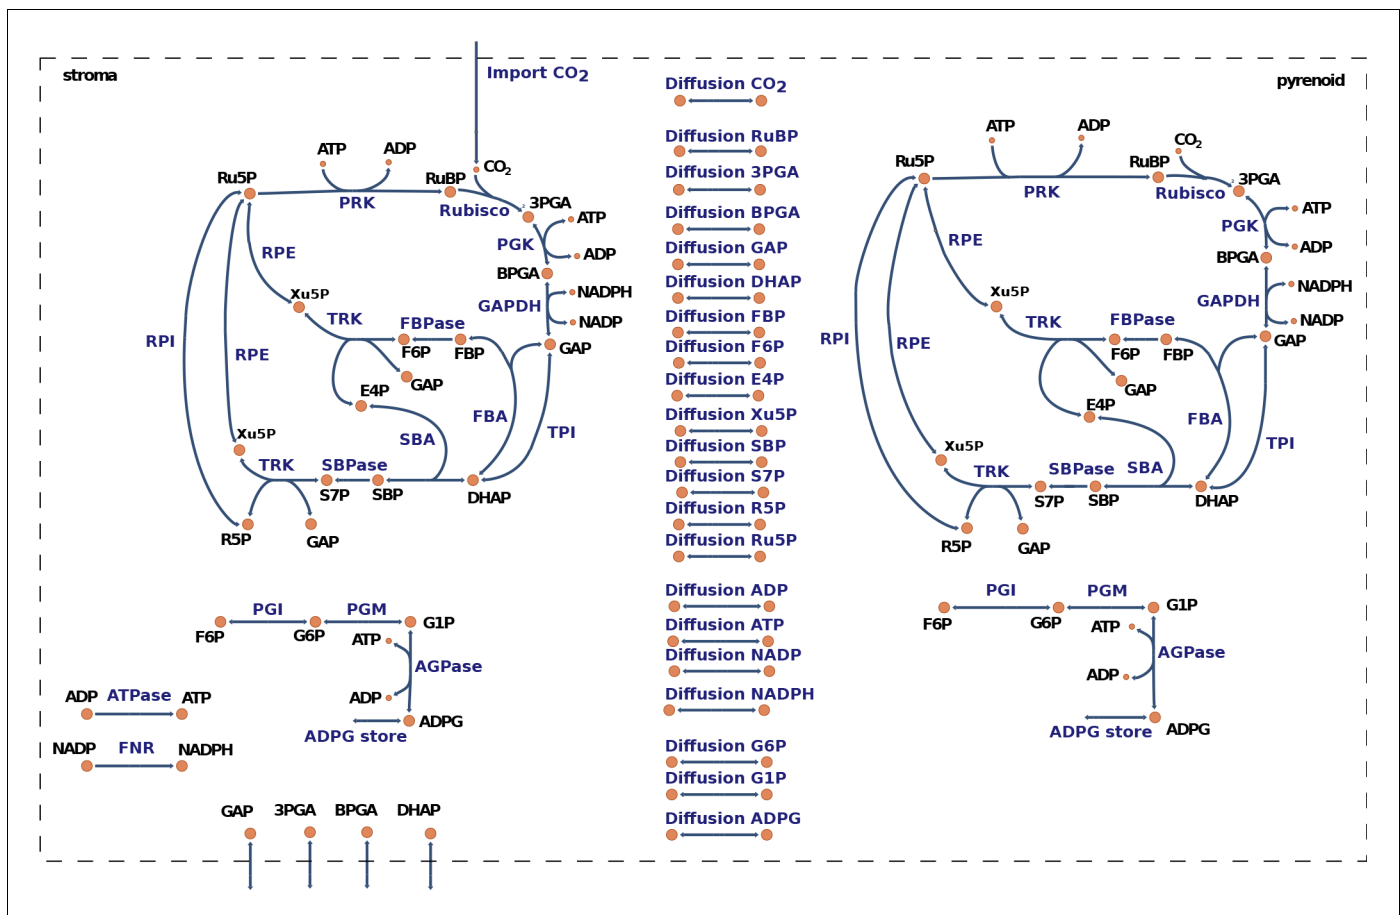 stroma
Import CO2
ATP
ADP
CO2
Ru5P
RuBP
3PGA
PRK
Rubisco
ATP
PGK
ADP
RPE
BPGA
NADPH
Xu5P
GAPDH
NADP
TRK
FBPase
RPI
RPE
F6P
FBP
GAP
GAP
E4P
FBA
TPI
SBA
Xu5P
TRK
SBPase
S7P
SBP
DHAP
R5P
GAP
PGI
PGM
F6P
G6P
G1P
ATP
AGPase
ADP
ADPG
ADPG store
ADP
ATPase
ATP
NADP
FNR
NADPH
GAP
3PGA
BPGA
DHAP
Diffusion CO2
Diffusion RuBP
Diffusion 3PGA
Diffusion BPGA
Diffusion GAP
Diffusion DHAP
Diffusion FBP
Diffusion F6P
Diffusion E4P
Diffusion Xu5P
Diffusion SBP
Diffusion S7P
Diffusion R5P
Diffusion Ru5P
Diffusion ADP
Diffusion ATP
Diffusion NADP
Diffusion NADPH
Diffusion G6P
Diffusion G1P
Diffusion ADPG
pyrenoid
ATP
ADP
CO2
Ru5P
RuBP
3PGA
PRK
Rubisco
ATP
PGK
ADP
RPE
BPGA
NADPH
Xu5P
GAPDH
NADP
TRK
FBPase
RPI
RPE
F6P
FBP
GAP
GAP
E4P
FBA
TPI
Xu5P
TRK
SBPase
SBA
S7P
SBP
DHAP
R5P
GAP
PGI
PGM
F6P
G6P
G1P
ATP
AGPase
ADP
ADPG store
ADPG